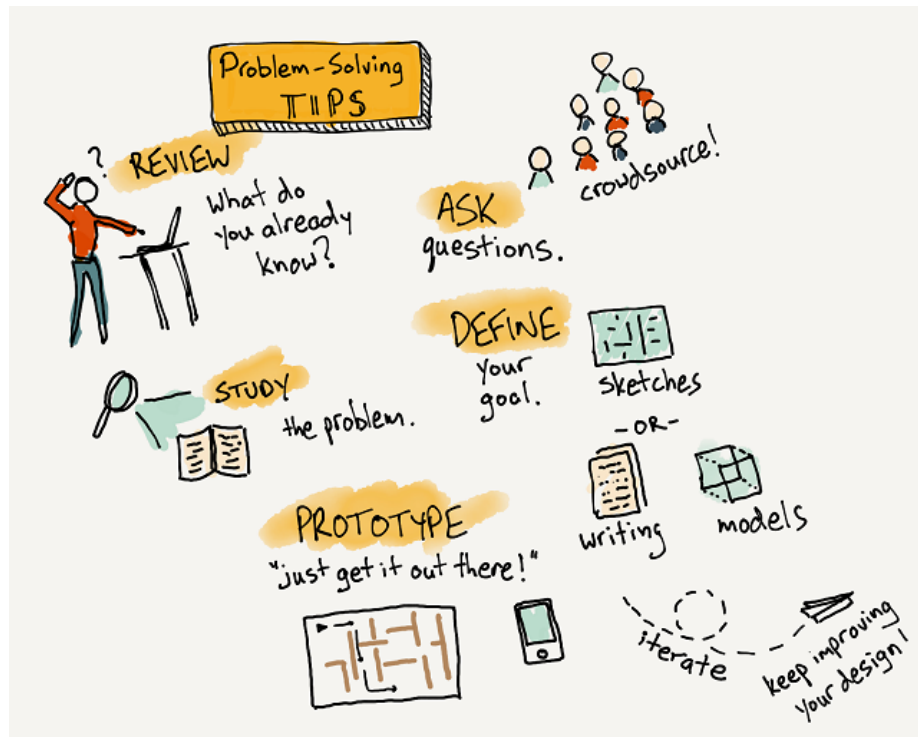 Problem-Solving
TIPS
?
REVIEW
What do
you already
know?
crowdsource!
ASK
questions.
STUDY
the problem.
DEFINE
your
goal.
sketches
-OR-
writing
models
PROTOTYPE
"just get it out there!"
iterate
keep improving
your design!